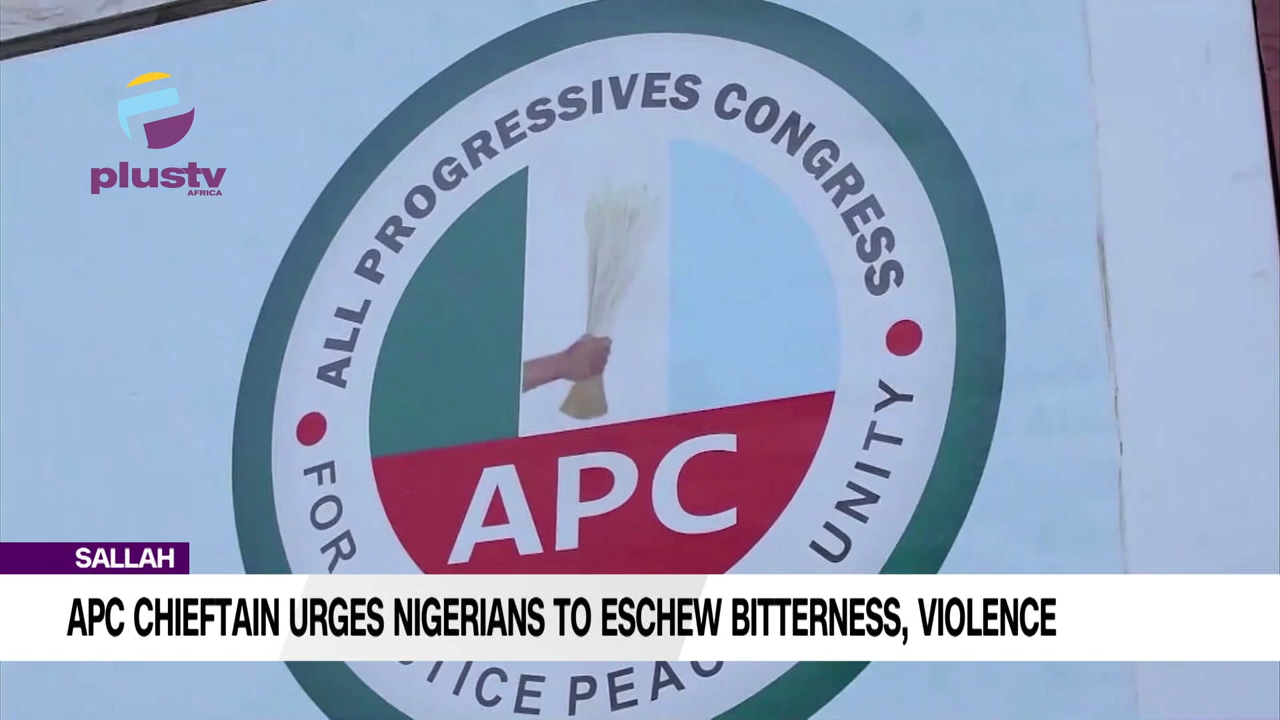 plustv
AFRICA
ALL PROGRESSIVES CONGRESS
APC
FOR
UNITY
SALLAH
APC CHIEFTAIN URGES NIGERIANS TO ESCHEW BITTERNESS, VIOLENCE